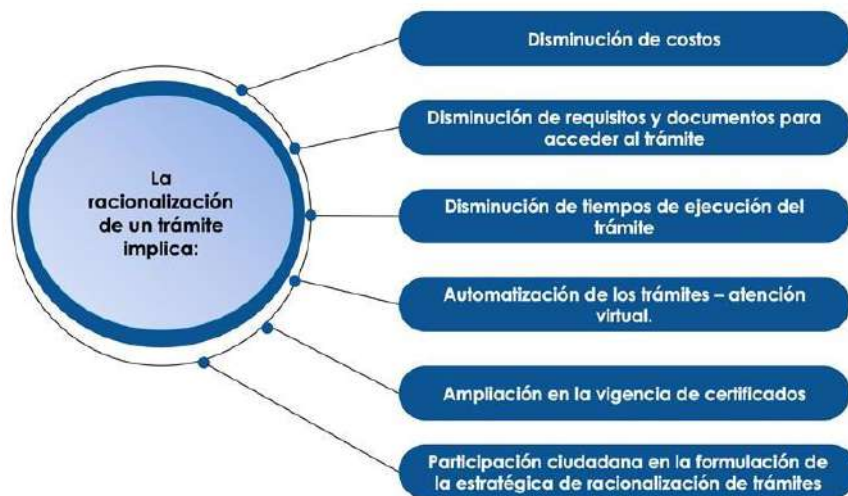 La
racionalización
de un trámite
implica:
Disminución de costos
Disminución de requisitos y documentos para
acceder al trámite
Disminución de tiempos de ejecución del
trámite
Automatización de los trámites – atención
virtual.
Ampliación en la vigencia de certificados
Participación ciudadana en la formulación de
la estratégica de racionalización de trámites